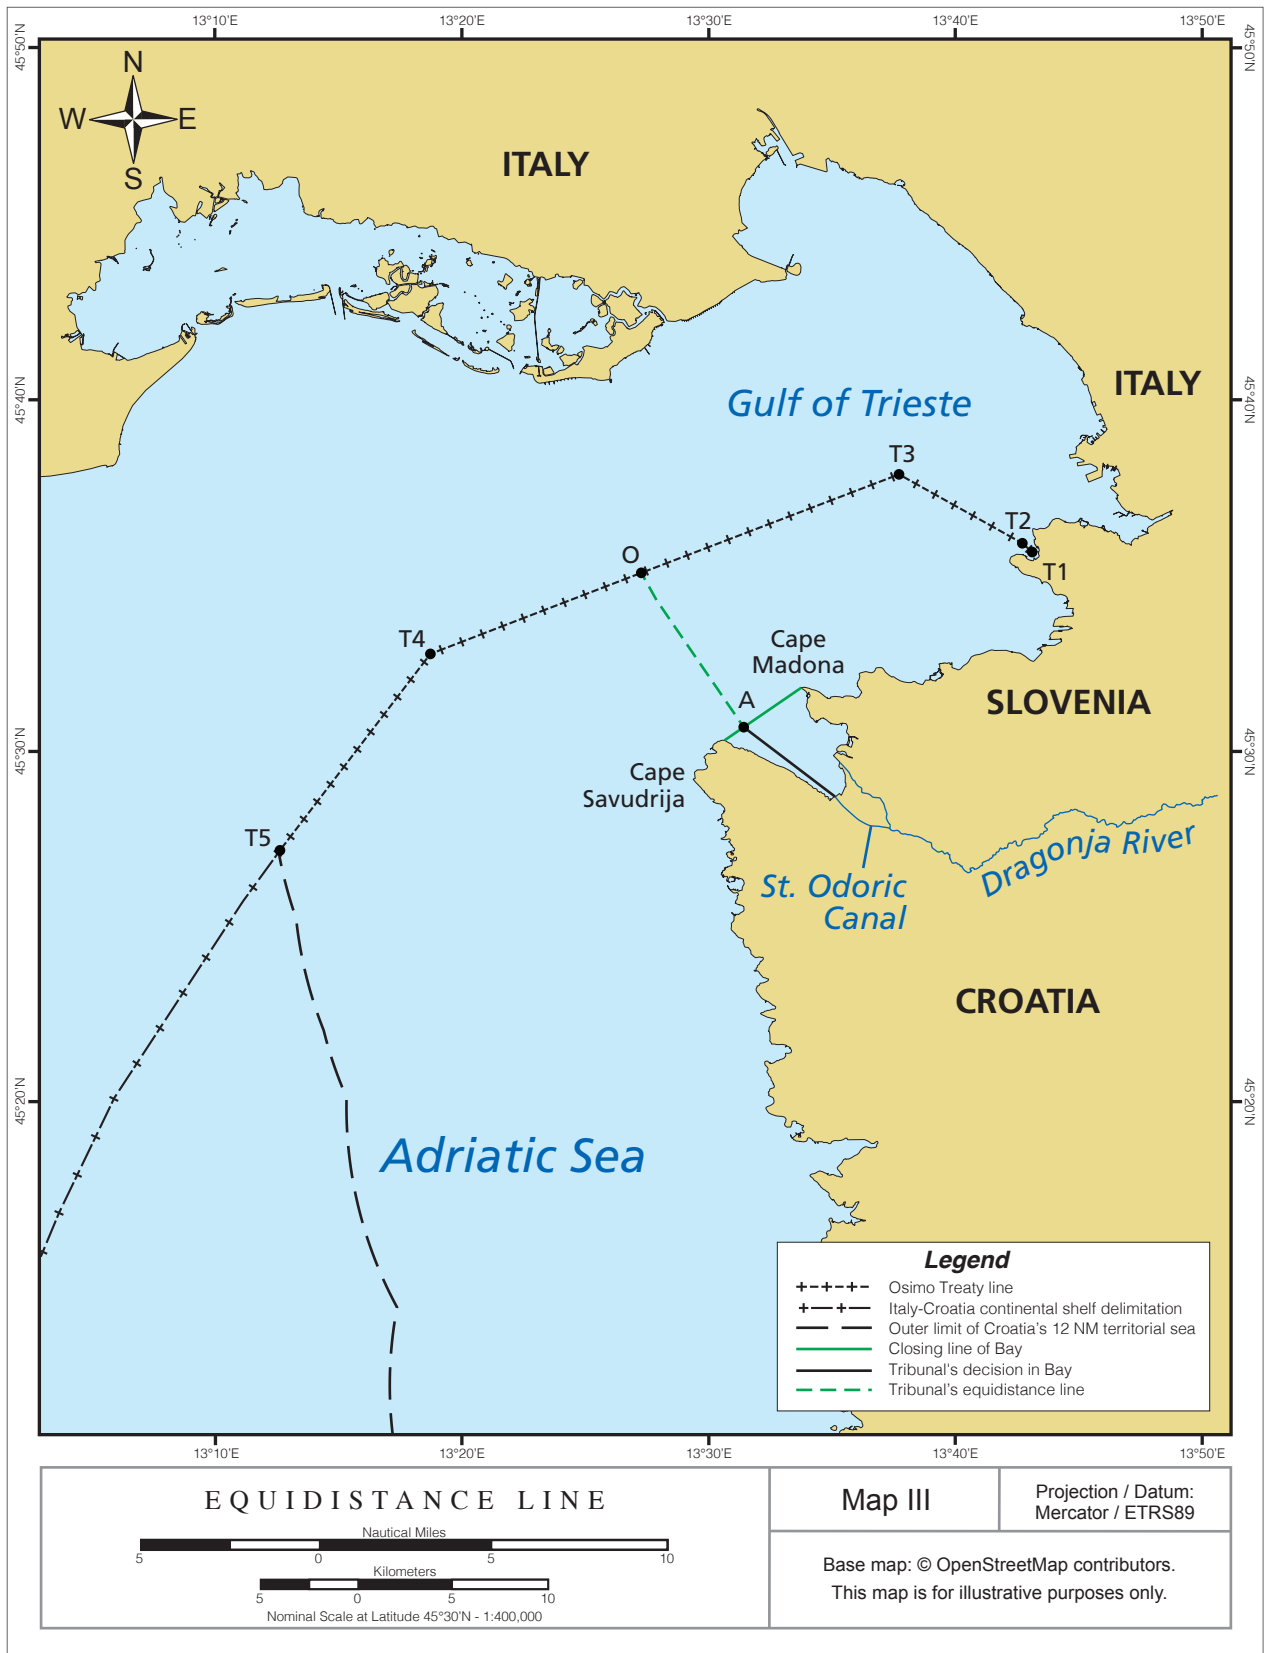 13°10'E 13°20'E 13°30'E 13°40'E 13°50'E
45°50'N 45°50'N
N
W E
S
ITALY
ITALY
45°40'N 45°40'N
Gulf of Trieste
T3
T2
T1
O
T4
Cape
Madona
A
SLOVENIA
45°30'N 45°30'N
Cape
Savudrija
T5
Dragonja River
St. Odoric
Canal
CROATIA
45°20'N 45°20'N
Adriatic Sea
Legend
Osimo Treaty line
Italy-Croatia continental shelf delimitation
Outer limit of Croatia's 12 NM territorial sea
Closing line of Bay
Tribunal's decision in Bay
Tribunal's equidistance line
13°10'E 13°20'E 13°30'E 13°40'E 13°50'E
EQUIDISTANCE LINE
Nautical Miles
5 0 5 10
Kilometers
5 0 5 10
Nominal Scale at Latitude 45°30'N - 1:400,000
Map III
Projection / Datum:
Mercator / ETRS89
Base map: © OpenStreetMap contributors.
This map is for illustrative purposes only.